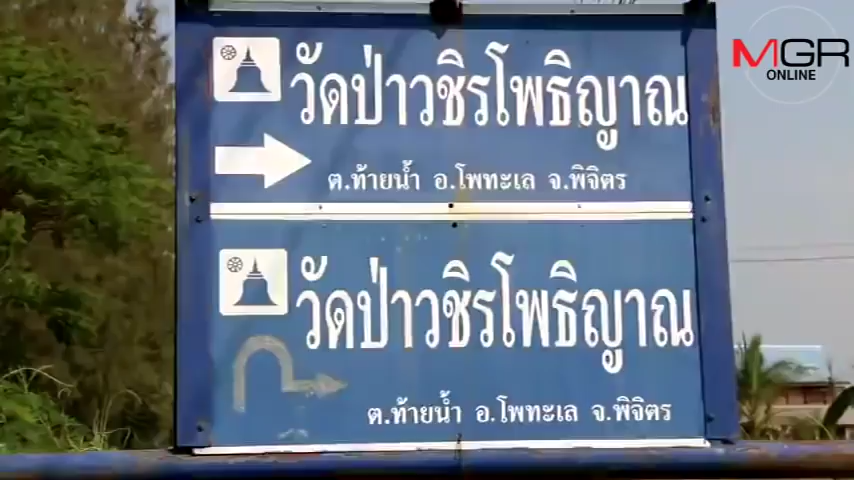 MGR
ONLINE
วัดป่าวชิรโพธิญาณ
ต.ท้ายน้ำ อ.โพทะเล จ.พิจิตร
วัดป่าวชิรโพธิญาณ
ต.ท้ายน้ำ อ.โพทะเล จ.พิจิตร